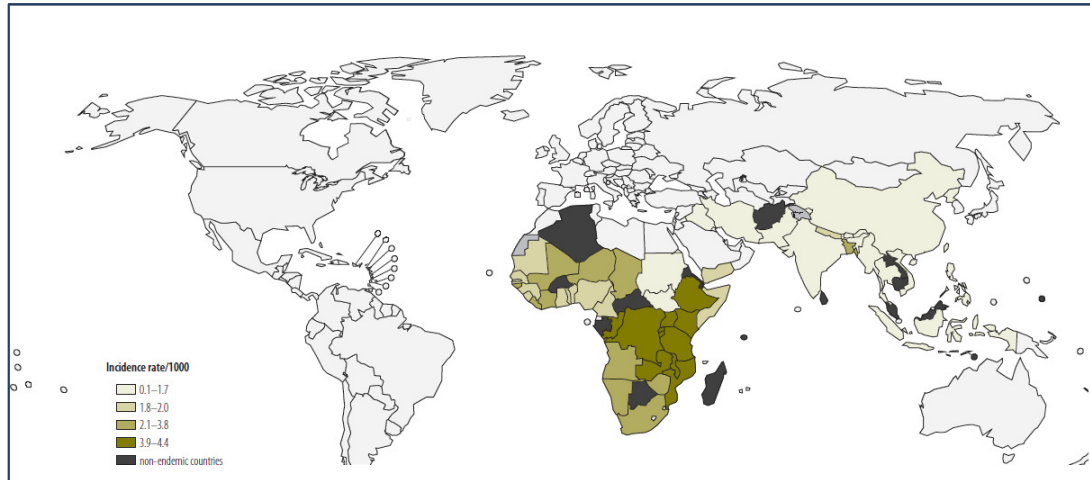 Incidence rate/1000
0.1–1.7
1.8–2.0
2.1–3.8
3.9–4.4
non-endemic countries